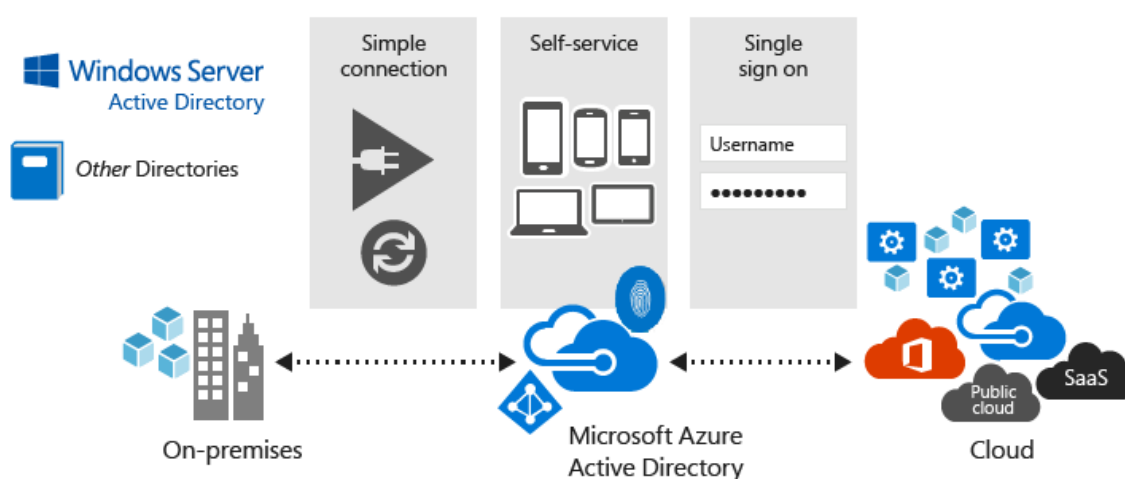 Windows Server
Active Directory
Other Directories
Simple
connection
Self-service
Single
sign on
Username
•••••••••
On-premises
Microsoft Azure
Active Directory
Public
cloud
SaaS
Cloud